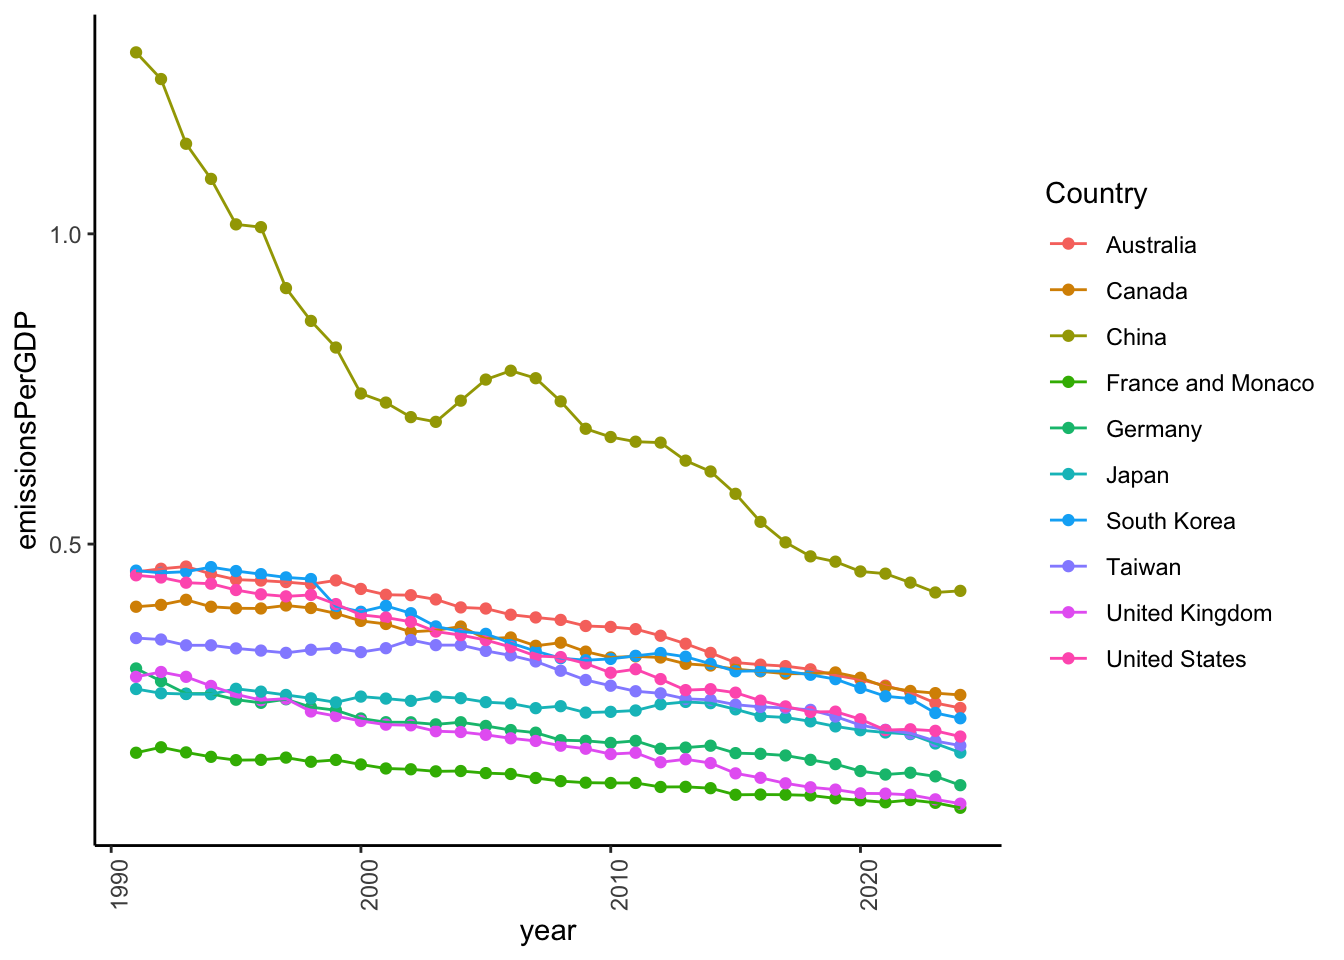 emissionsPerGDP
1.0
0.5
1990
2000
2010
2020
year
Country
Australia
Canada
China
France and Monaco
Germany
Japan
South Korea
Taiwan
United Kingdom
United States